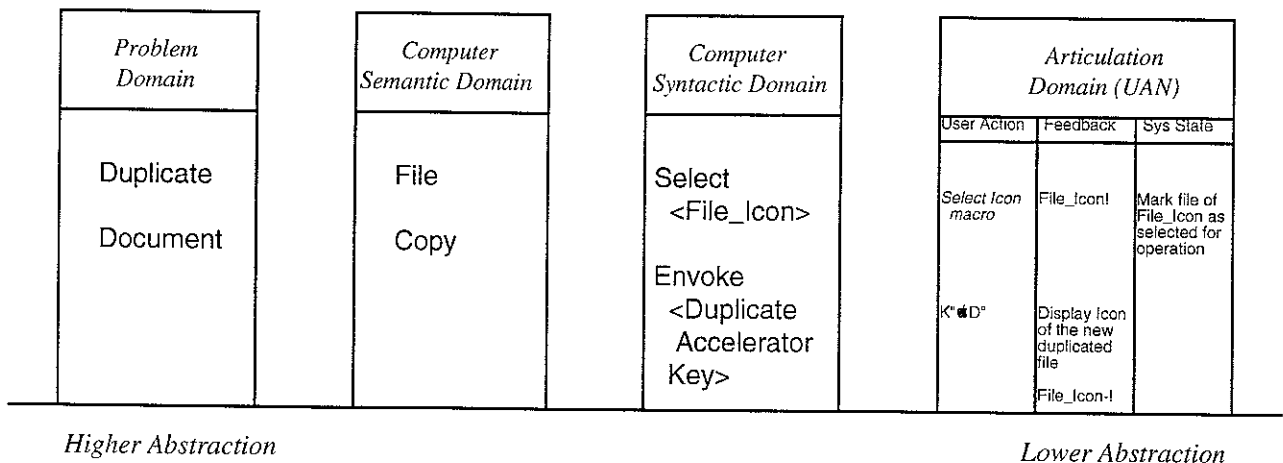 Problem
Domain
Duplicate
Document
Computer
Semantic Domain
File
Copy
Computer
Syntactic Domain
Select
<File_Icon>
Envoke
<Duplicate
Accelerator
Key>
Articulation
Domain (UAN)
User Action
Feedback
Sys State
Select Icon
macro
File_Icon!
Mark file of
File_Icon as
selected for
operation
K"D"
Display Icon
of the new
duplicated
file
File_Icon-!
Higher Abstraction
Lower Abstraction